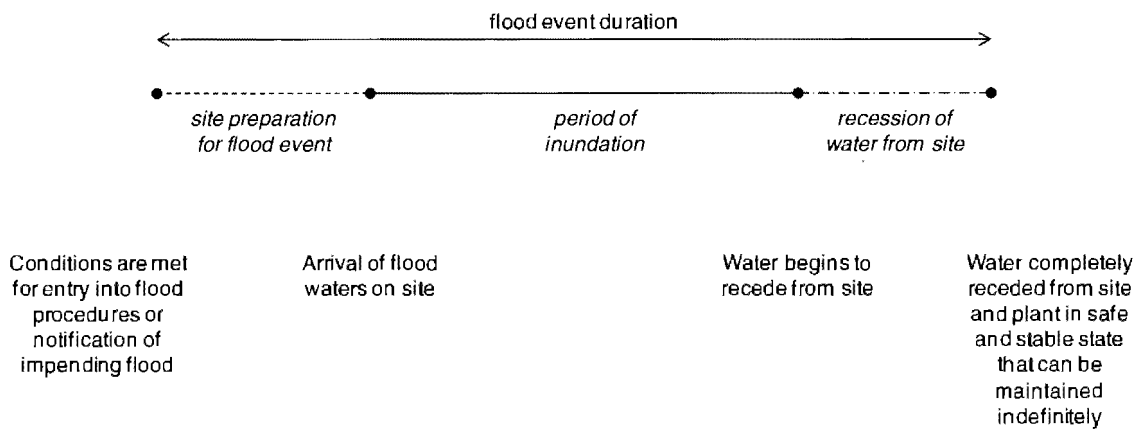 flood event duration
site preparation
for flood event
period of
inundation
recession of
water from site
Conditions are met
for entry into flood
procedures or
notification of
impending flood
Arrival of flood
waters on site
Water begins to
recede from site
Water completely
receded from site
and plant in safe
and stable state
that can be
maintained
indefinitely